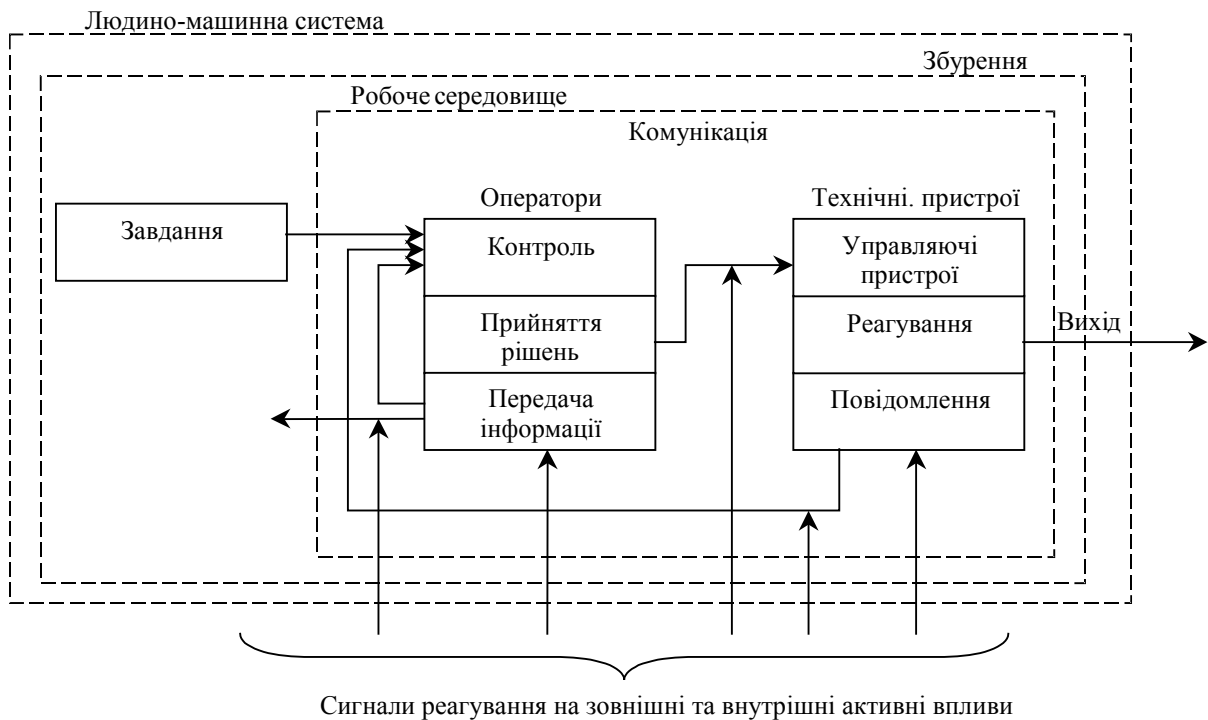 Людино-машинна система
Збурення
Робоче середовище
Комунікація
Оператори
Технічні. пристрої
Завдання
Контроль
Управляючі
пристрої
Прийняття
рішень
Реагування
Вихід
Передача
інформації
Повідомлення
Сигнали реагування на зовнішні та внутрішні активні впливи